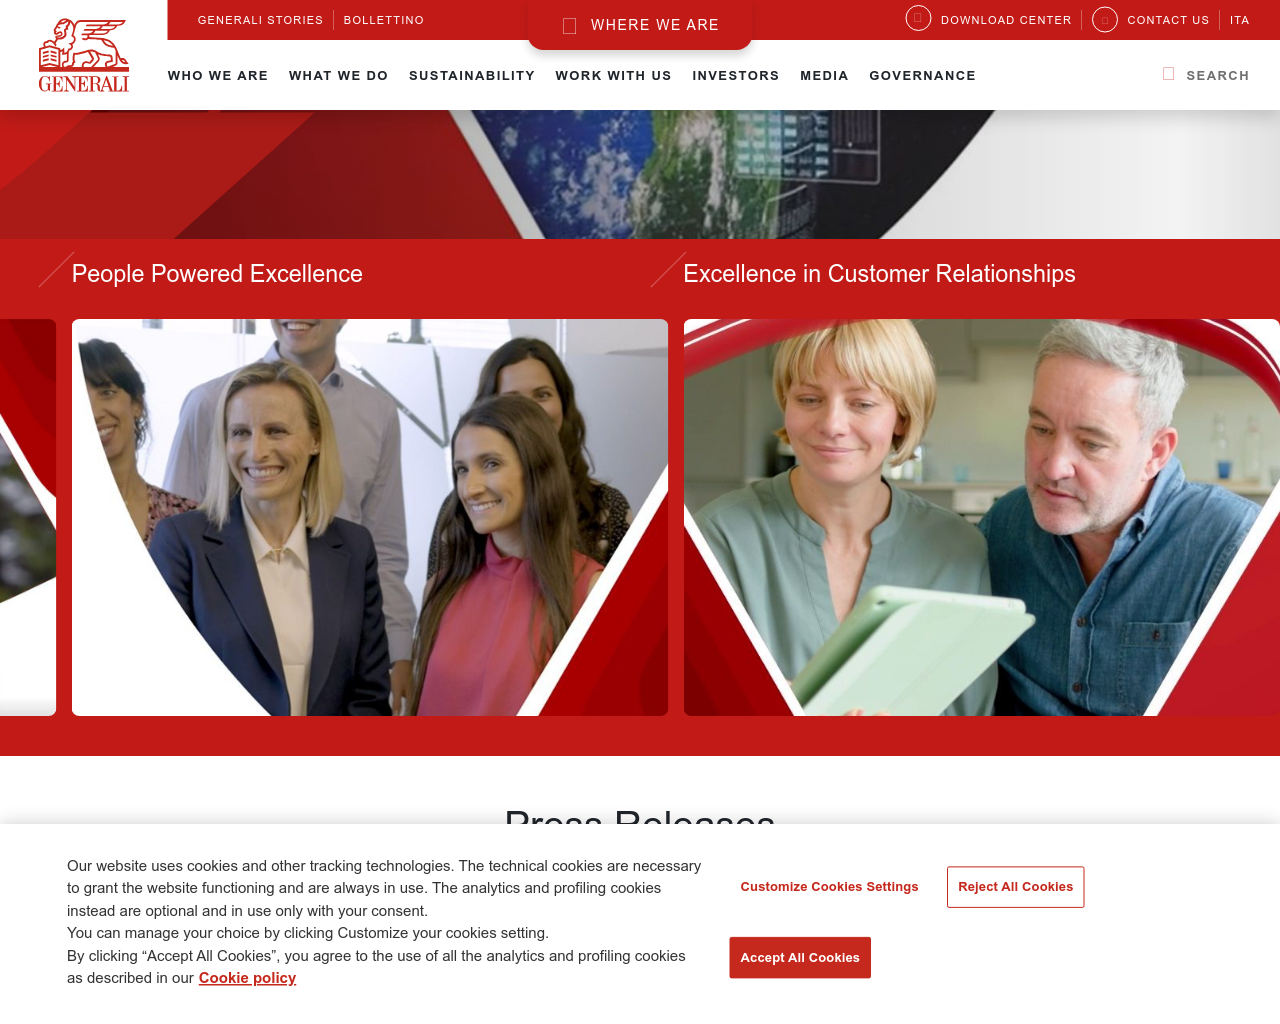 GENERALI STORIES
BOLLETTINO
WHERE WE ARE
DOWNLOAD CENTER
CONTACT US
ITA
GENERALI
WHO WE ARE
WHAT WE DO
SUSTAINABILITY
WORK WITH US
INVESTORS
MEDIA
GOVERNANCE
SEARCH
People Powered Excellence
Excellence in Customer Relationships
Press Releases
Our website uses cookies and other tracking technologies. The technical cookies are necessary
to grant the website functioning and are always in use. The analytics and profiling cookies
instead are optional and in use only with your consent.
You can manage your choice by clicking Customize your cookies setting.
By clicking “Accept All Cookies”, you agree to the use of all the analytics and profiling cookies
as described in our Cookie policy
Customize Cookies Settings
Reject All Cookies
Accept All Cookies